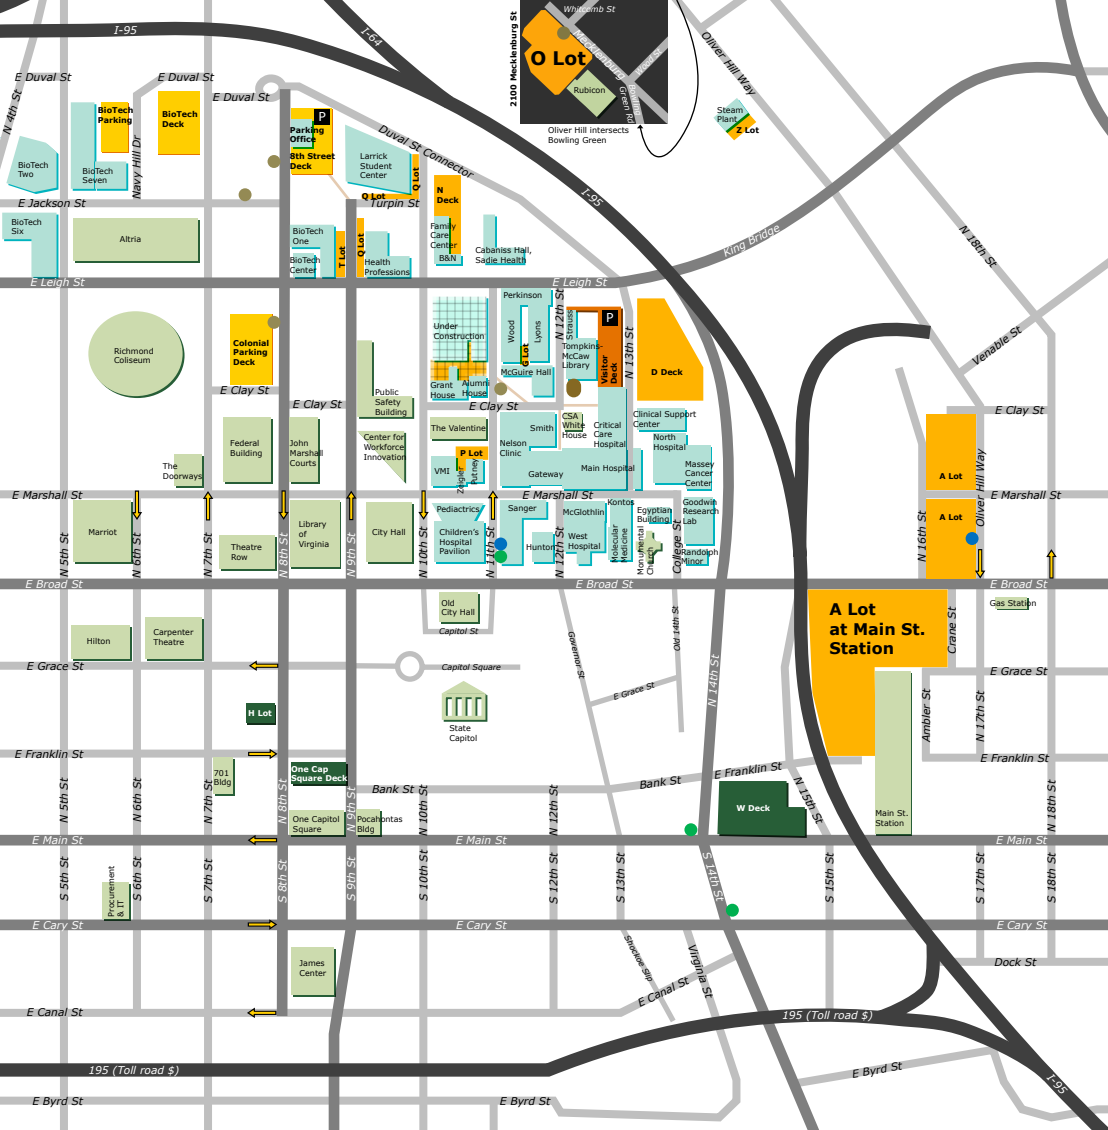 I-95
I-64
E Duval St
E Duval St
E Duval St
N 4th St
BioTech
Parking
BioTech
Deck
BioTech
Two
BioTech
Seven
Navy Hill Dr
P
Parking
Office
8th Street
Deck
Larrick
Student
Center
Duval St Connector
Q Lot
Q Lot
Turpin St
N
Deck
Family
Care
Center
B&N
Cabaniss Hall,
Sadie Health
E Jackson St
BioTech
Six
Altria
BioTech
One
BioTech
Center
T Lot
Q Lot
Health
Professions
2100 Mecklenburg St
Whitcomb St
Mecklenburg
O Lot
Wood St
Rubicon
Bowling
Green Rd
Oliver Hill intersects
Bowling Green
Oliver Hill Way
Steam
Plant
Z Lot
I-95
King Bridge
N 18th St
Venable St
E Leigh St
E Leigh St
Richmond
Coliseum
Colonial
Parking
Deck
E Clay St
E Clay St
Public
Safety
Building
Under
Construction
Grant
House
Alumni
House
Perkinson
Wood
Lyons
G Lot
McGuire Hall
N 12th St
Strauss
Tompkins-
McCaw
Library
P
Visitor
Deck
N 13th St
D Deck
E Clay St
E Clay St
Federal
Building
John
Marshall
Courts
Center for
Workforce
Innovation
The Valentine
P Lot
VMI
Zeigler
Putney
Smith
Nelson
Clinic
Gateway
CSA
White
House
Critical
Care
Hospital
Main Hospital
Clinical Support
Center
North
Hospital
Massey
Cancer
Center
The
Doorways
E Marshall St
E Marshall St
E Marshall St
A Lot
A Lot
Oliver Hill Way
N 16th St
Marriot
Theatre
Row
Library
of
Virginia
City Hall
Pediatrics
Children's
Hospital
Pavilion
Sanger
Hunton
McGlothlin
West
Hospital
Kontos
Molecular
Medicine
Egyptian
Building
Monumental
Church
College St
Goodwin
Research
Lab
Randolph
Minor
N 5th St
N 6th St
N 7th St
N 8th St
N 9th St
N 10th St
N 11th St
N 12th St
E Broad St
E Broad St
E Broad St
Hilton
Carpenter
Theatre
Old
City Hall
Capitol St
Governor St
Old 14th St
A Lot
at Main St.
Station
Crane St
Gas Station
E Grace St
Capitol Square
E Grace St
E Grace St
N 14th St
State
Capitol
H Lot
Ambler St
N 17th St
E Franklin St
E Franklin St
E Franklin St
701
Bldg
One Cap
Square Deck
Bank St
Bank St
One Capitol
Square
Pocahontas
Bldg
W Deck
N 15th St
Main St.
Station
N 5th St
N 6th St
N 7th St
N 8th St
N 9th St
N 10th St
N 12th St
N 18th St
E Main St
E Main St
E Main St
S 5th St
S 6th St
S 7th St
S 8th St
S 9th St
S 10th St
S 12th St
S 13th St
S 14th St
S 15th St
S 17th St
S 18th St
Procurement
& IT
E Cary St
E Cary St
E Cary St
James
Center
Shockoe Slip
Virginia St
Dock St
E Canal St
E Canal St
195 (Toll road $)
195 (Toll road $)
E Byrd St
I-95
E Byrd St
E Byrd St